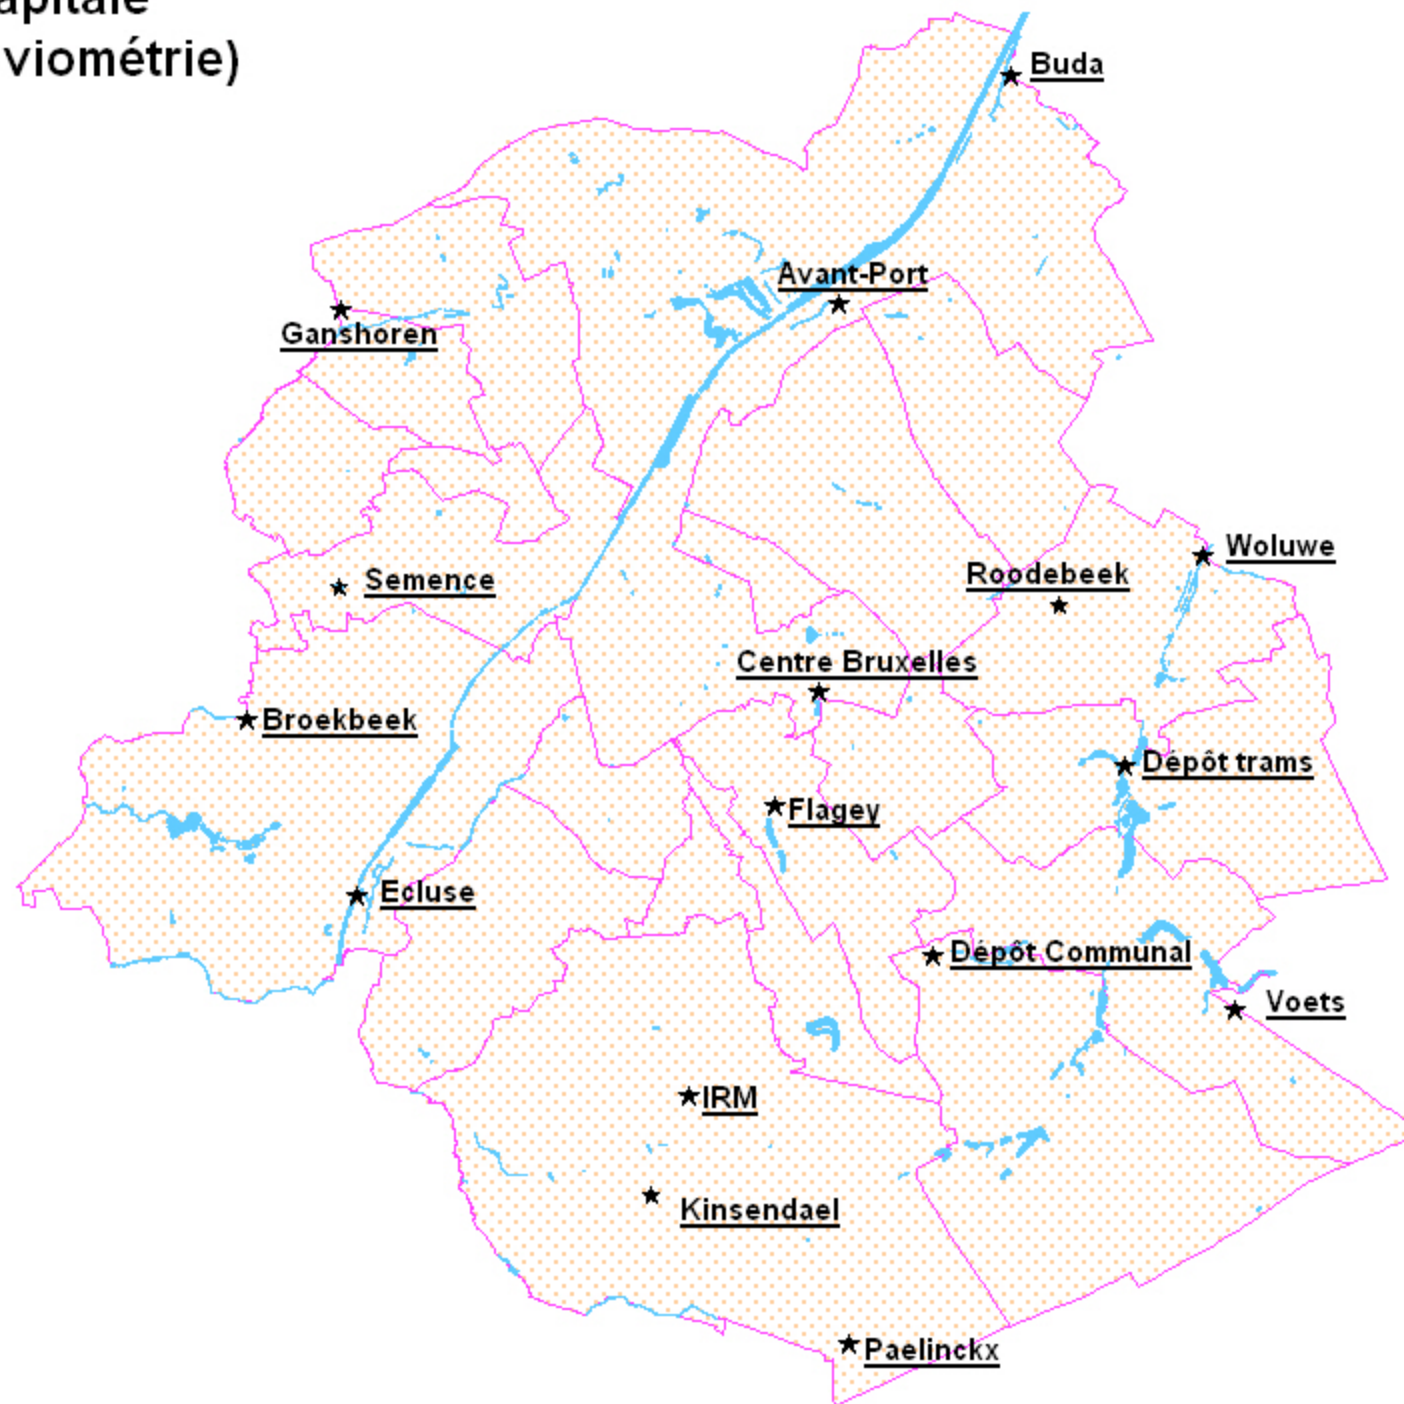 viométrie)
Buda
Avant-Port
Ganshoren
Woluwe
Roodebeek
Semence
Centre Bruxelles
Broekbeek
Dépôt trams
Flagey
Ecluse
Dépôt Communal
Voets
IRM
Kinsendael
Paelinckx